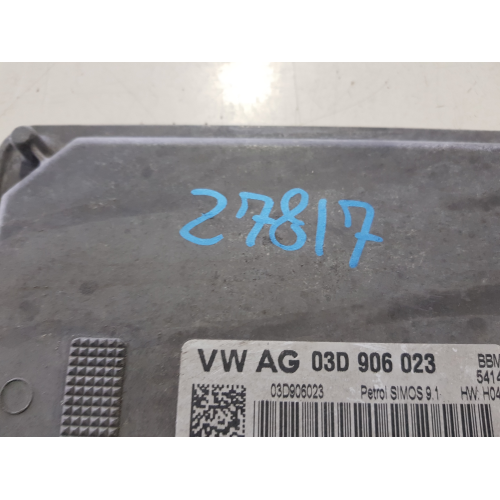 27817
VW AG 03D 906 023 BBM
5414
03D906023 Petrol SIMOS 9.1 HW: H04